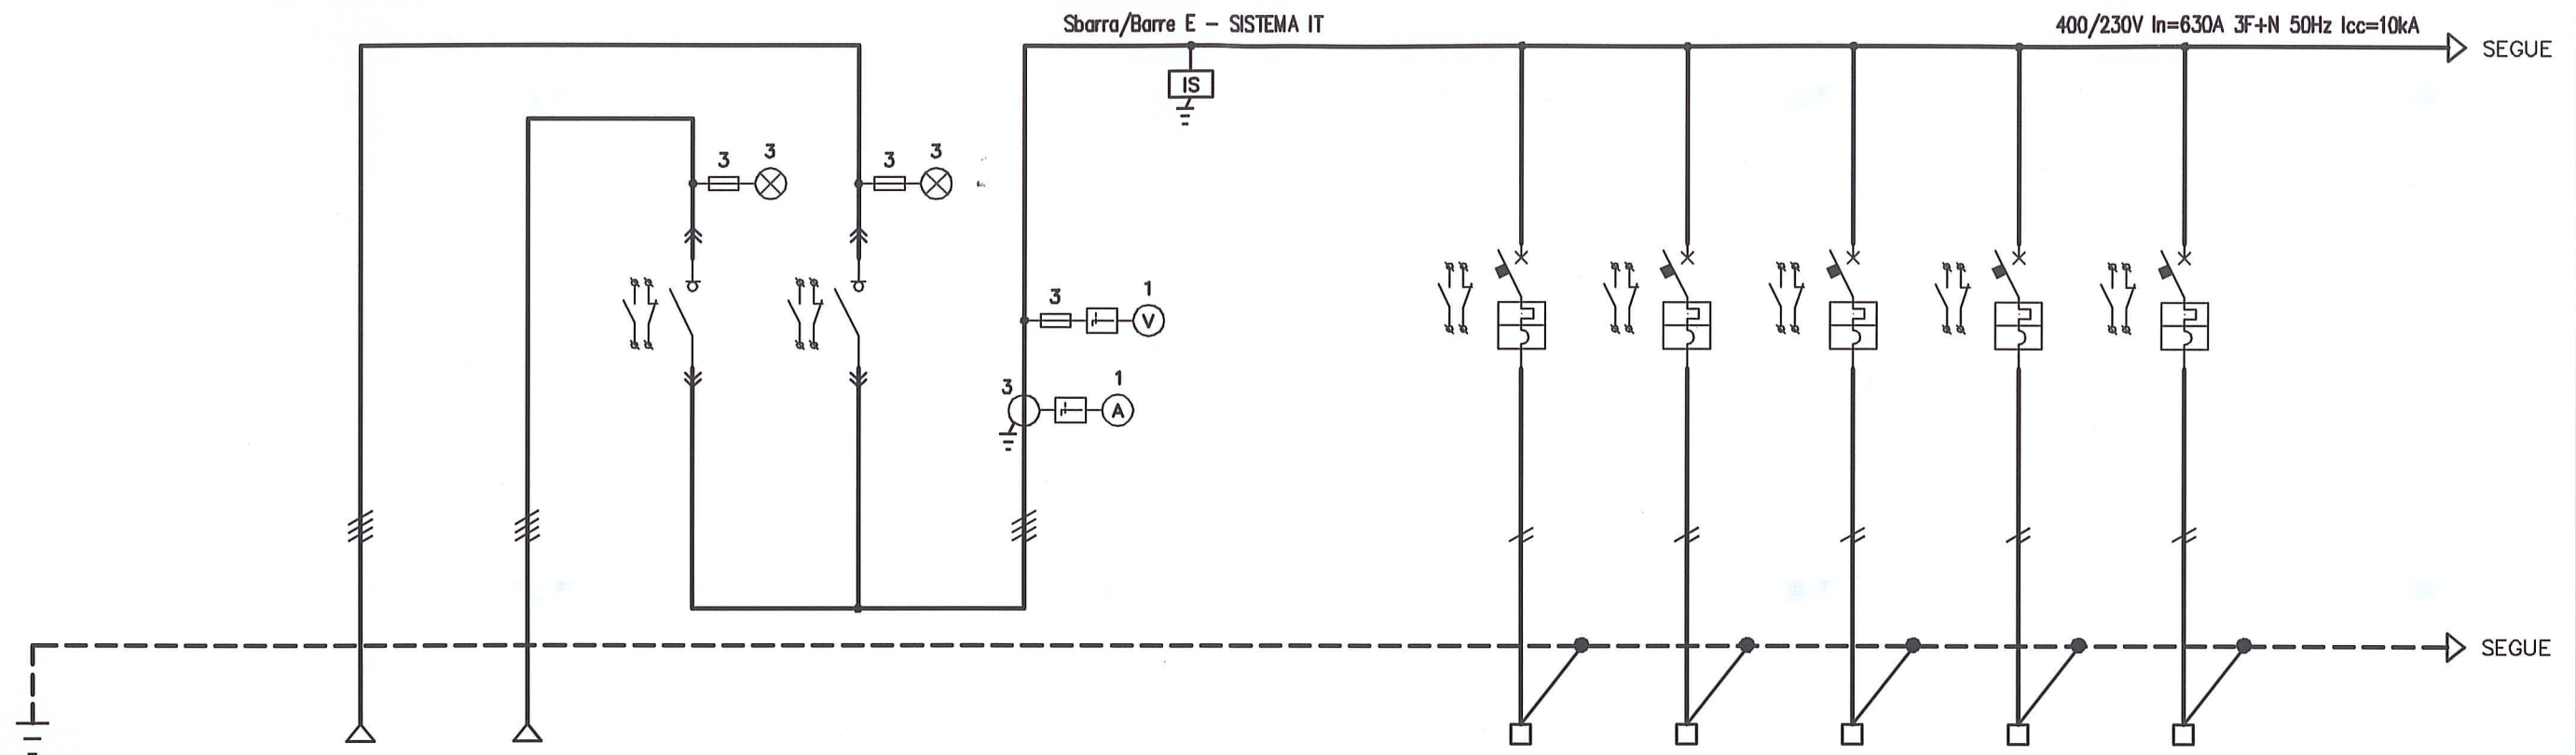 Sbarra/Barre E - SISTEMA IT
400/230V In=630A 3F+N 50Hz Icc=10kA
SEGUE
IS
3 3
3 3
3 1
V
3 1
A
SEGUE